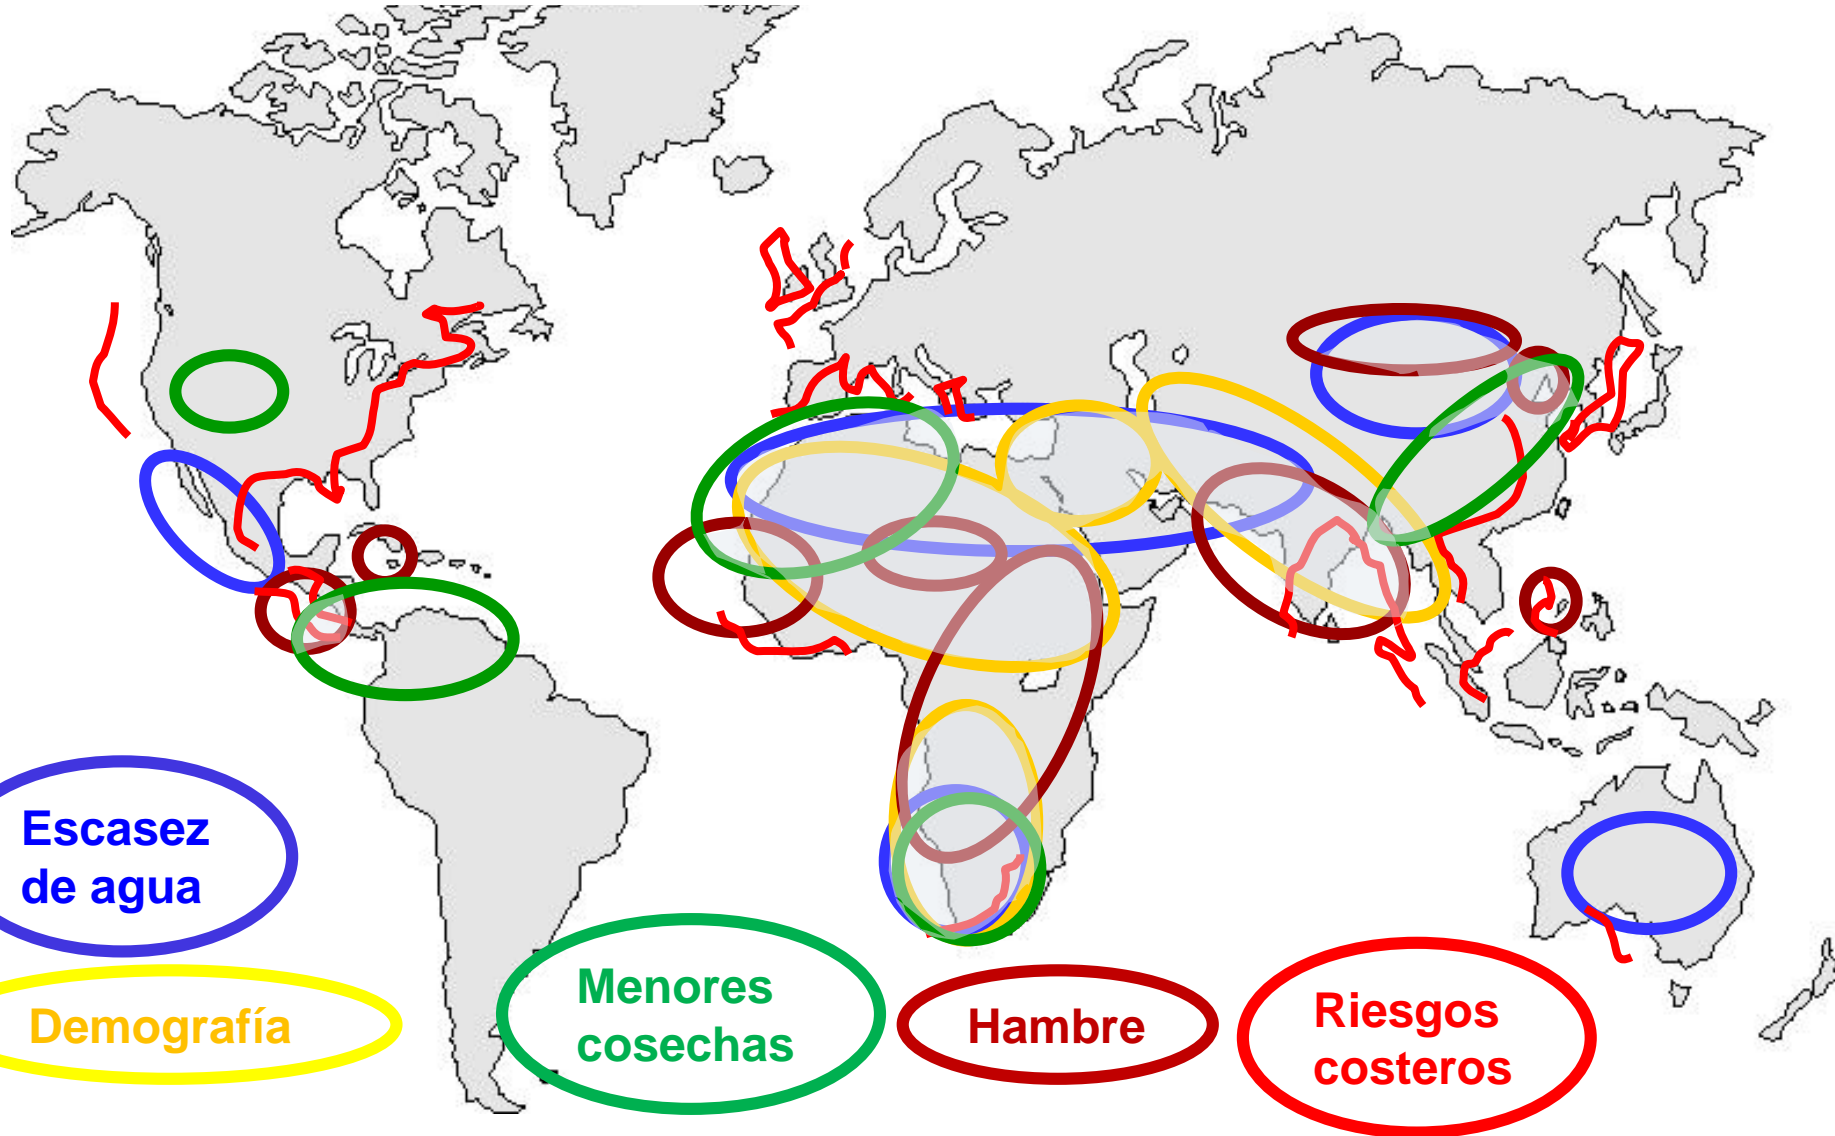 Escasez
de agua
Demografía
Menores
cosechas
Hambre
Riesgos
costeros